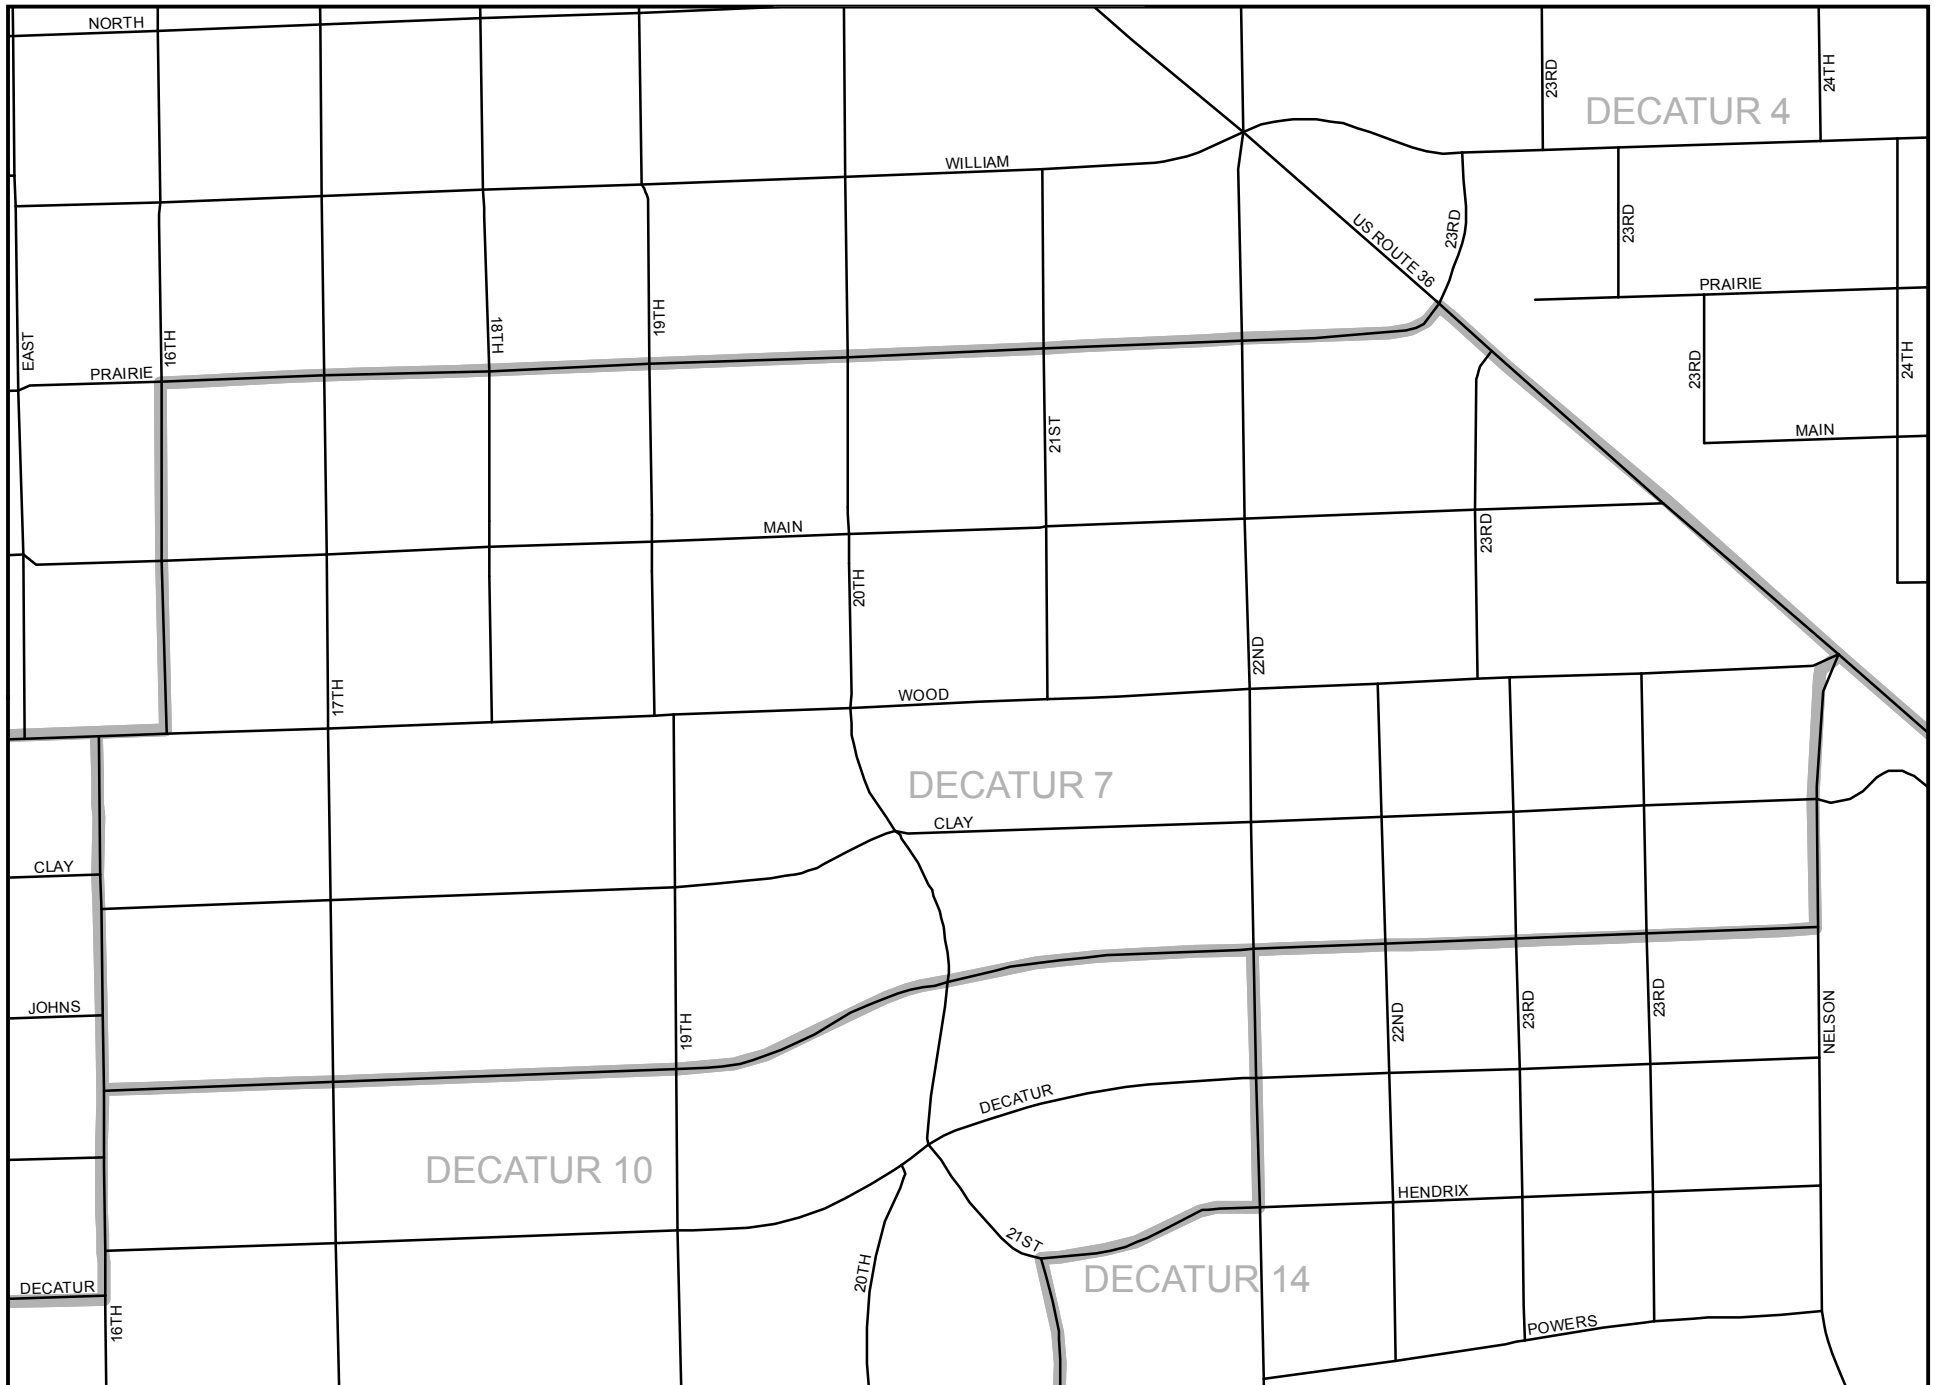 NORTH
23RD
24TH
DECATUR 4
WILLIAM
US ROUTE 36
23RD
23RD
PRAIRIE
EAST
16TH
18TH
19TH
PRAIRIE
23RD
24TH
21ST
MAIN
MAIN
23RD
20TH
22ND
17TH
WOOD
DECATUR 7
CLAY
CLAY
JOHNS
19TH
22ND
23RD
23RD
NELSON
DECATUR
DECATUR 10
HENDRIX
21ST
20TH
DECATUR 14
DECATUR
16TH
POWERS